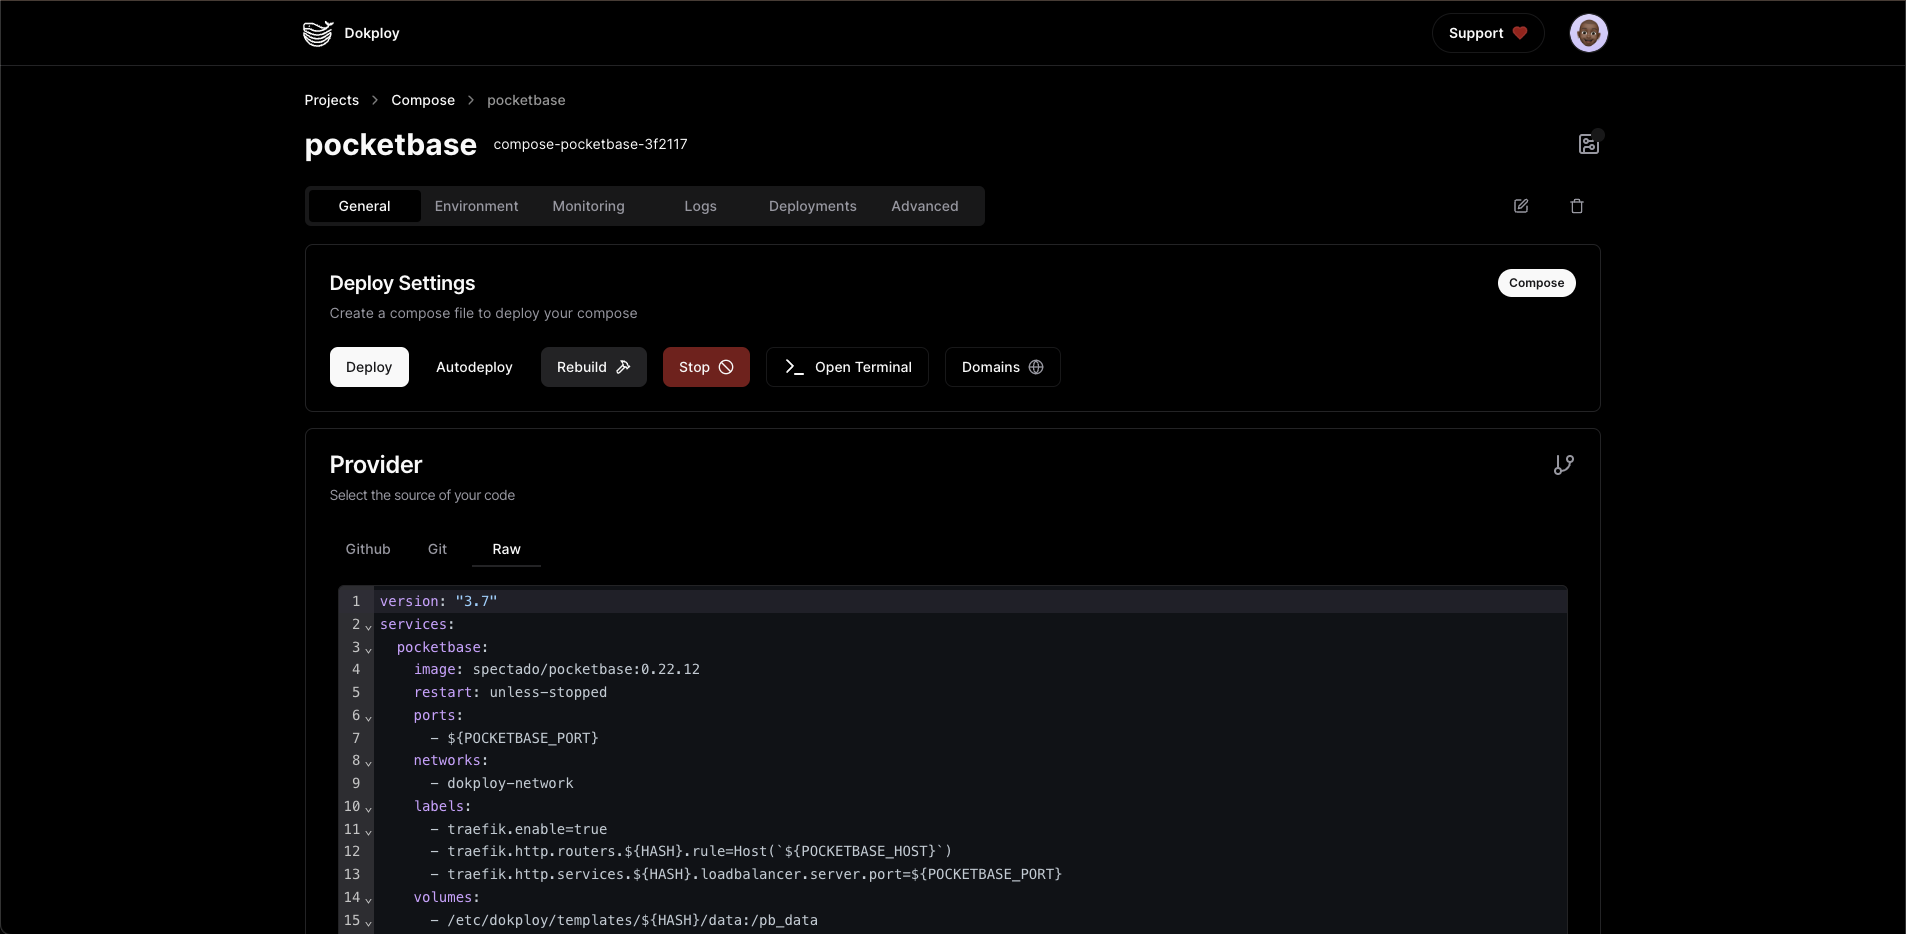 Dokploy
Support
Projects > Compose > pocketbase
pocketbase compose-pocketbase-3f2117
General Environment Monitoring Logs Deployments Advanced
Deploy Settings
Compose
Create a compose file to deploy your compose
Deploy Autodeploy Rebuild Stop Open Terminal Domains
Provider
Select the source of your code
Github Git Raw
1 version: "3.7"
2 services:
3   pocketbase:
4     image: spectado/pocketbase:0.22.12
5     restart: unless-stopped
6     ports:
7       - ${POCKETBASE_PORT}
8     networks:
9       - dokploy-network
10     labels:
11       - traefik.enable=true
12       - traefik.http.routers.${HASH}.rule=Host(`${POCKETBASE_HOST}`)
13       - traefik.http.services.${HASH}.loadbalancer.server.port=${POCKETBASE_PORT}
14     volumes:
15       - /etc/dokploy/templates/${HASH}/data:/pb_data